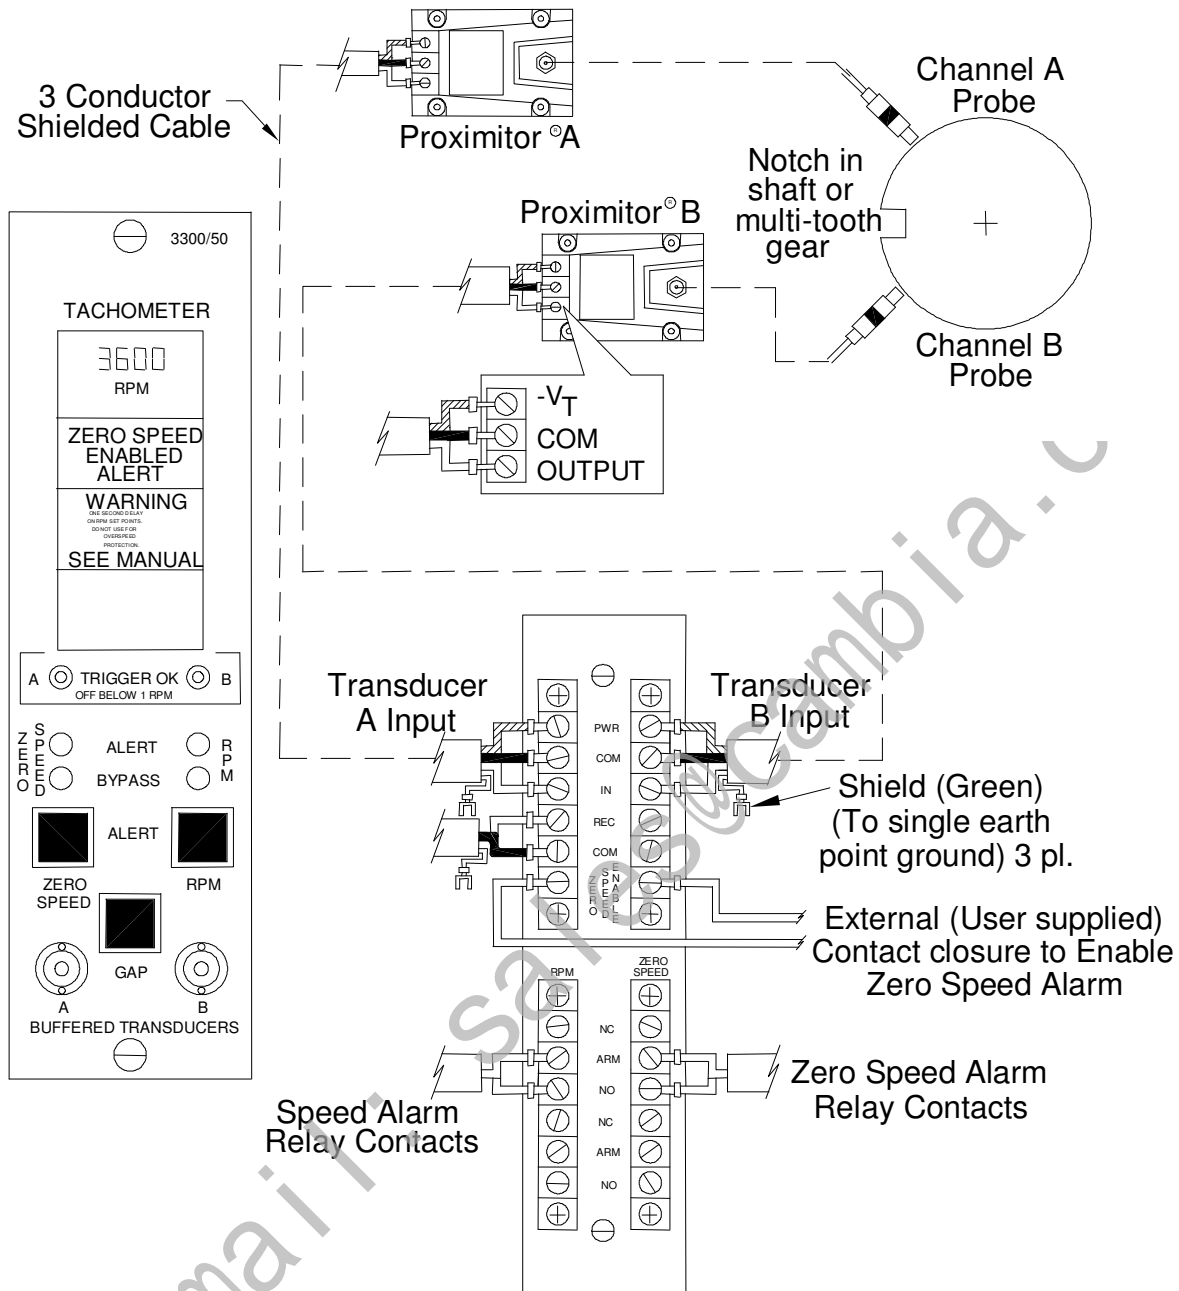 3 Conductor
Shielded Cable
Proximitor ® A
Channel A
Probe
Notch in
shaft or
multi-tooth
gear
Proximitor ® B
Channel B
Probe
-VT
COM
OUTPUT
3300/50
TACHOMETER
3600
RPM
ZERO SPEED
ENABLED
ALERT
WARNING
ONE SECOND DELAY
ON RPM SET POINTS.
DO NOT USE FOR
OVERSPEED
PROTECTION.
SEE MANUAL
A TRIGGER OK B
OFF BELOW 1 RPM
ZERO SPEED
ALERT
BYPASS
RPM
ALERT
ZERO
SPEED
RPM
GAP
A
B
BUFFERED TRANSDUCERS
Transducer
A Input
Transducer
B Input
PWR
COM
IN
REC
COM
ZERO SPEED ENABLE
Shield (Green)
(To single earth
point ground) 3 pl.
External (User supplied)
Contact closure to Enable
Zero Speed Alarm
RPM
ZERO
SPEED
NC
ARM
NO
NC
ARM
NO
Speed Alarm
Relay Contacts
Zero Speed Alarm
Relay Contacts
mail: sales@cambia.c